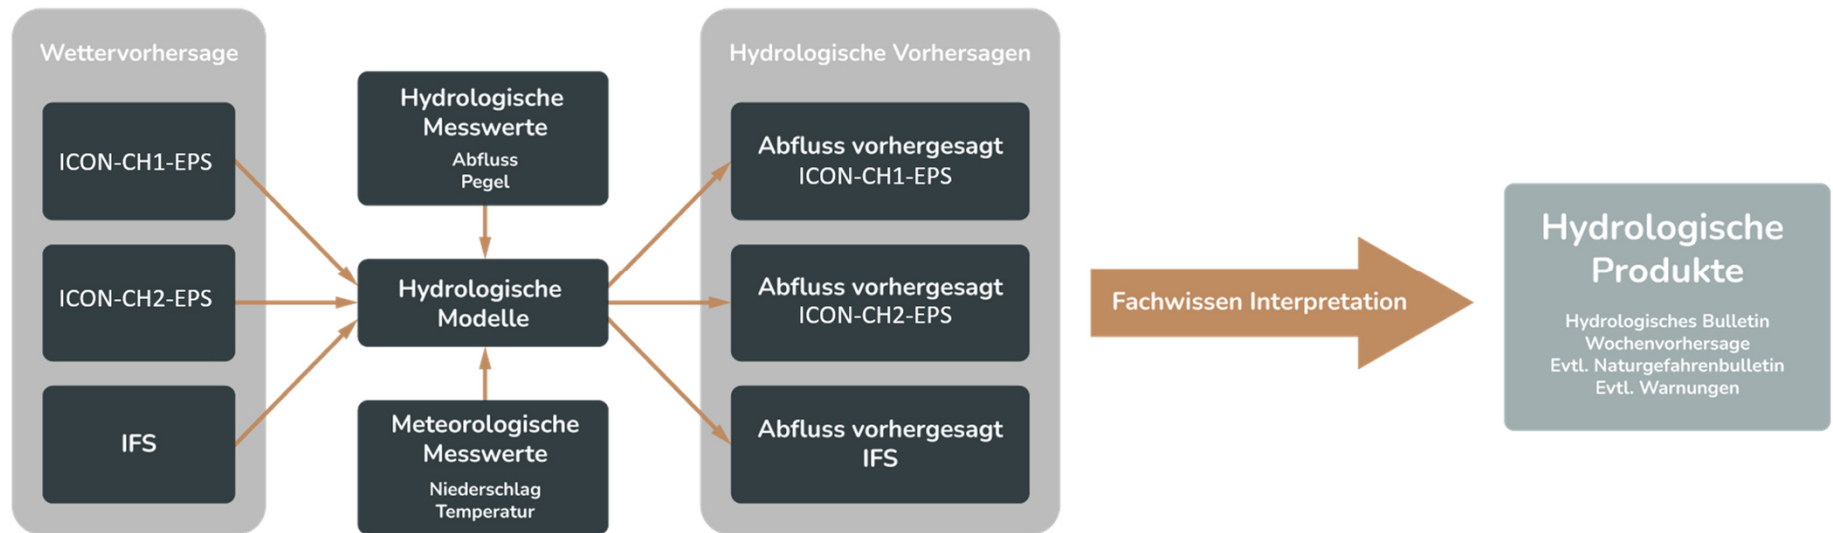 Wettervorhersage
ICON-CH1-EPS
ICON-CH2-EPS
IFS
Hydrologische
Messwerte
Abfluss
Pegel
Hydrologische
Modelle
Meteorologische
Messwerte
Niederschlag
Temperatur
Hydrologische Vorhersagen
Abfluss vorhergesagt
ICON-CH1-EPS
Abfluss vorhergesagt
ICON-CH2-EPS
Abfluss vorhergesagt
IFS
Fachwissen Interpretation
Hydrologische
Produkte
Hydrologisches Bulletin
Wochenvorhersage
Evtl. Naturgefahrenbulletin
Evtl. Warnungen